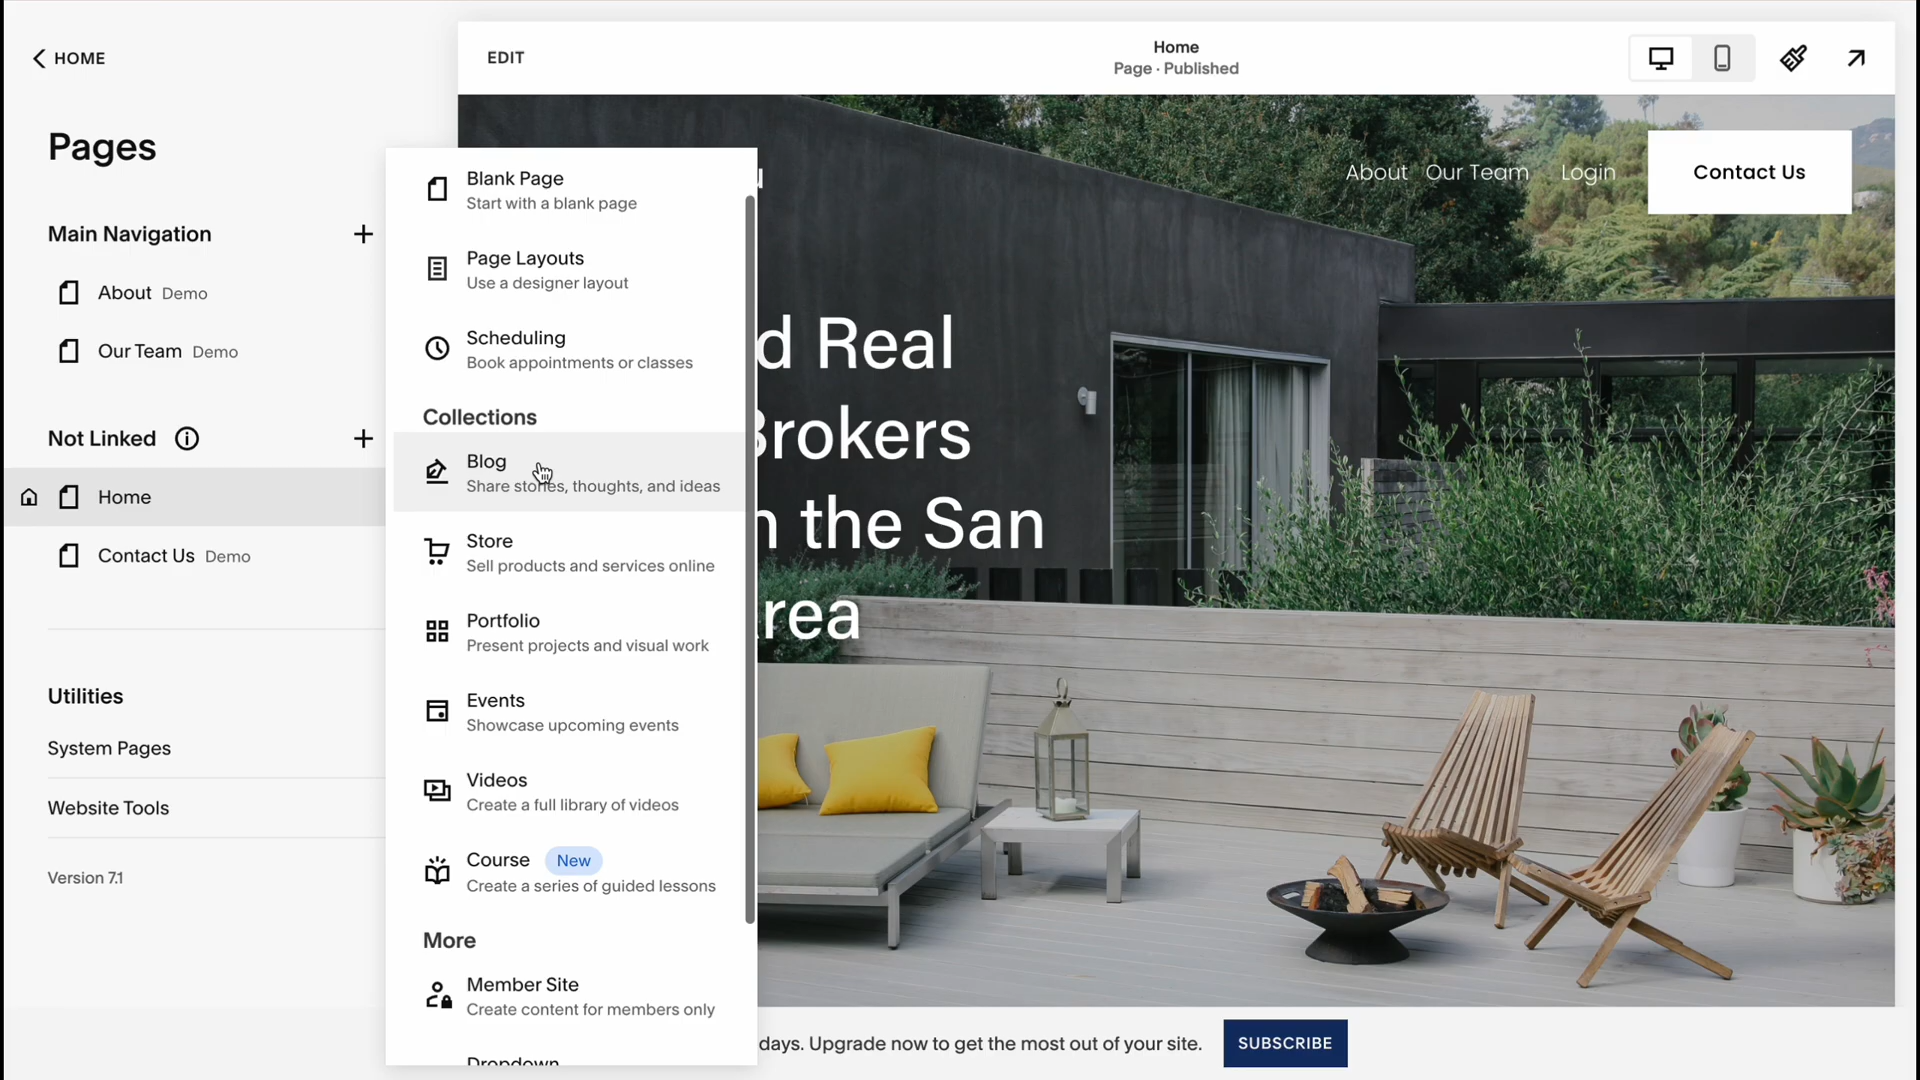 HOME
Pages
Main Navigation
About Demo
Our Team Demo
Not Linked
Home
Contact Us Demo
Utilities
System Pages
Website Tools
Version 7.1
Blank Page
Start with a blank page
Page Layouts
Use a designer layout
Scheduling
Book appointments or classes
Collections
Blog
Share stories, thoughts, and ideas
Store
Sell products and services online
Portfolio
Present projects and visual work
Events
Showcase upcoming events
Videos
Create a full library of videos
Course New
Create a series of guided lessons
More
Member Site
Create content for members only
Dropdown
EDIT
Home
Page · Published
About Our Team Login Contact Us
d Real
Brokers
n the San
rea
days. Upgrade now to get the most out of your site. SUBSCRIBE